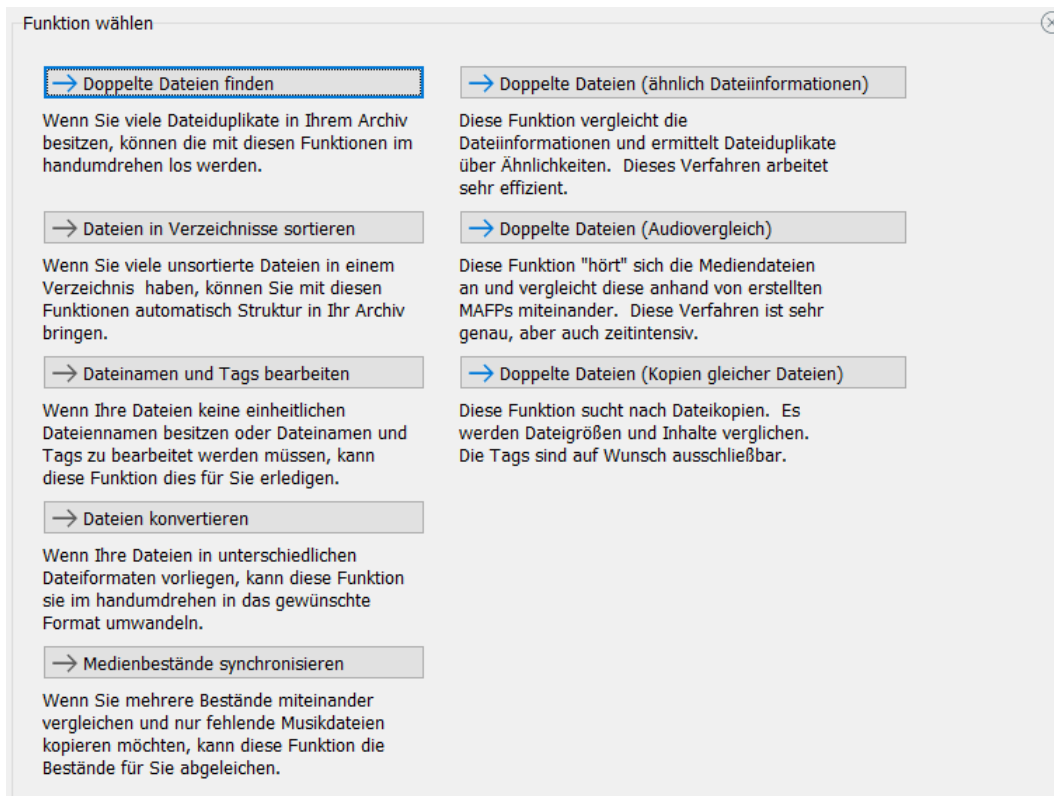 Funktion wählen
Doppelte Dateien finden
Wenn Sie viele Dateiduplikate in Ihrem Archiv
besitzen, können die mit diesen Funktionen im
handumdrehen los werden.
Dateien in Verzeichnisse sortieren
Wenn Sie viele unsortierte Dateien in einem
Verzeichnis  haben, können Sie mit diesen
Funktionen automatisch Struktur in Ihr Archiv
bringen.
Dateinamen und Tags bearbeiten
Wenn Ihre Dateien keine einheitlichen
Dateiennamen besitzen oder Dateinamen und
Tags zu bearbeitet werden müssen, kann
diese Funktion dies für Sie erledigen.
Dateien konvertieren
Wenn Ihre Dateien in unterschiedlichen
Dateiformaten vorliegen, kann diese Funktion
sie im handumdrehen in das gewünschte
Format umwandeln.
Medienbestände synchronisieren
Wenn Sie mehrere Bestände miteinander
vergleichen und nur fehlende Musikdateien
kopieren möchten, kann diese Funktion die
Bestände für Sie abgeleichen.
Doppelte Dateien (ähnlich Dateiinformationen)
Diese Funktion vergleicht die
Dateiinformationen und ermittelt Dateiduplikate
über Ähnlichkeiten.  Dieses Verfahren arbeitet
sehr effizient.
Doppelte Dateien (Audiovergleich)
Diese Funktion "hört" sich die Mediendateien
an und vergleicht diese anhand von erstellten
MAFPs miteinander.  Diese Verfahren ist sehr
genau, aber auch zeitintensiv.
Doppelte Dateien (Kopien gleicher Dateien)
Diese Funktion sucht nach Dateikopien.  Es
werden Dateigrößen und Inhalte verglichen.
Die Tags sind auf Wunsch ausschließbar.